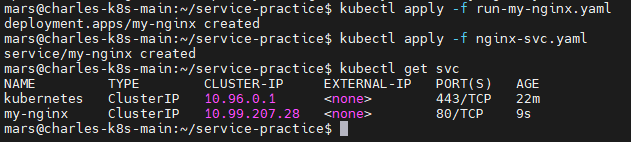 mars@charles-k8s-main:~/service-practice$ kubectl apply -f run-my-nginx.yaml
deployment.apps/my-nginx created
mars@charles-k8s-main:~/service-practice$ kubectl apply -f nginx-svc.yaml
service/my-nginx created
mars@charles-k8s-main:~/service-practice$ kubectl get svc
NAME         TYPE        CLUSTER-IP      EXTERNAL-IP   PORT(S)   AGE
kubernetes   ClusterIP   10.96.0.1       <none>        443/TCP   22m
my-nginx     ClusterIP   10.99.207.28    <none>        80/TCP    9s
mars@charles-k8s-main:~/service-practice$